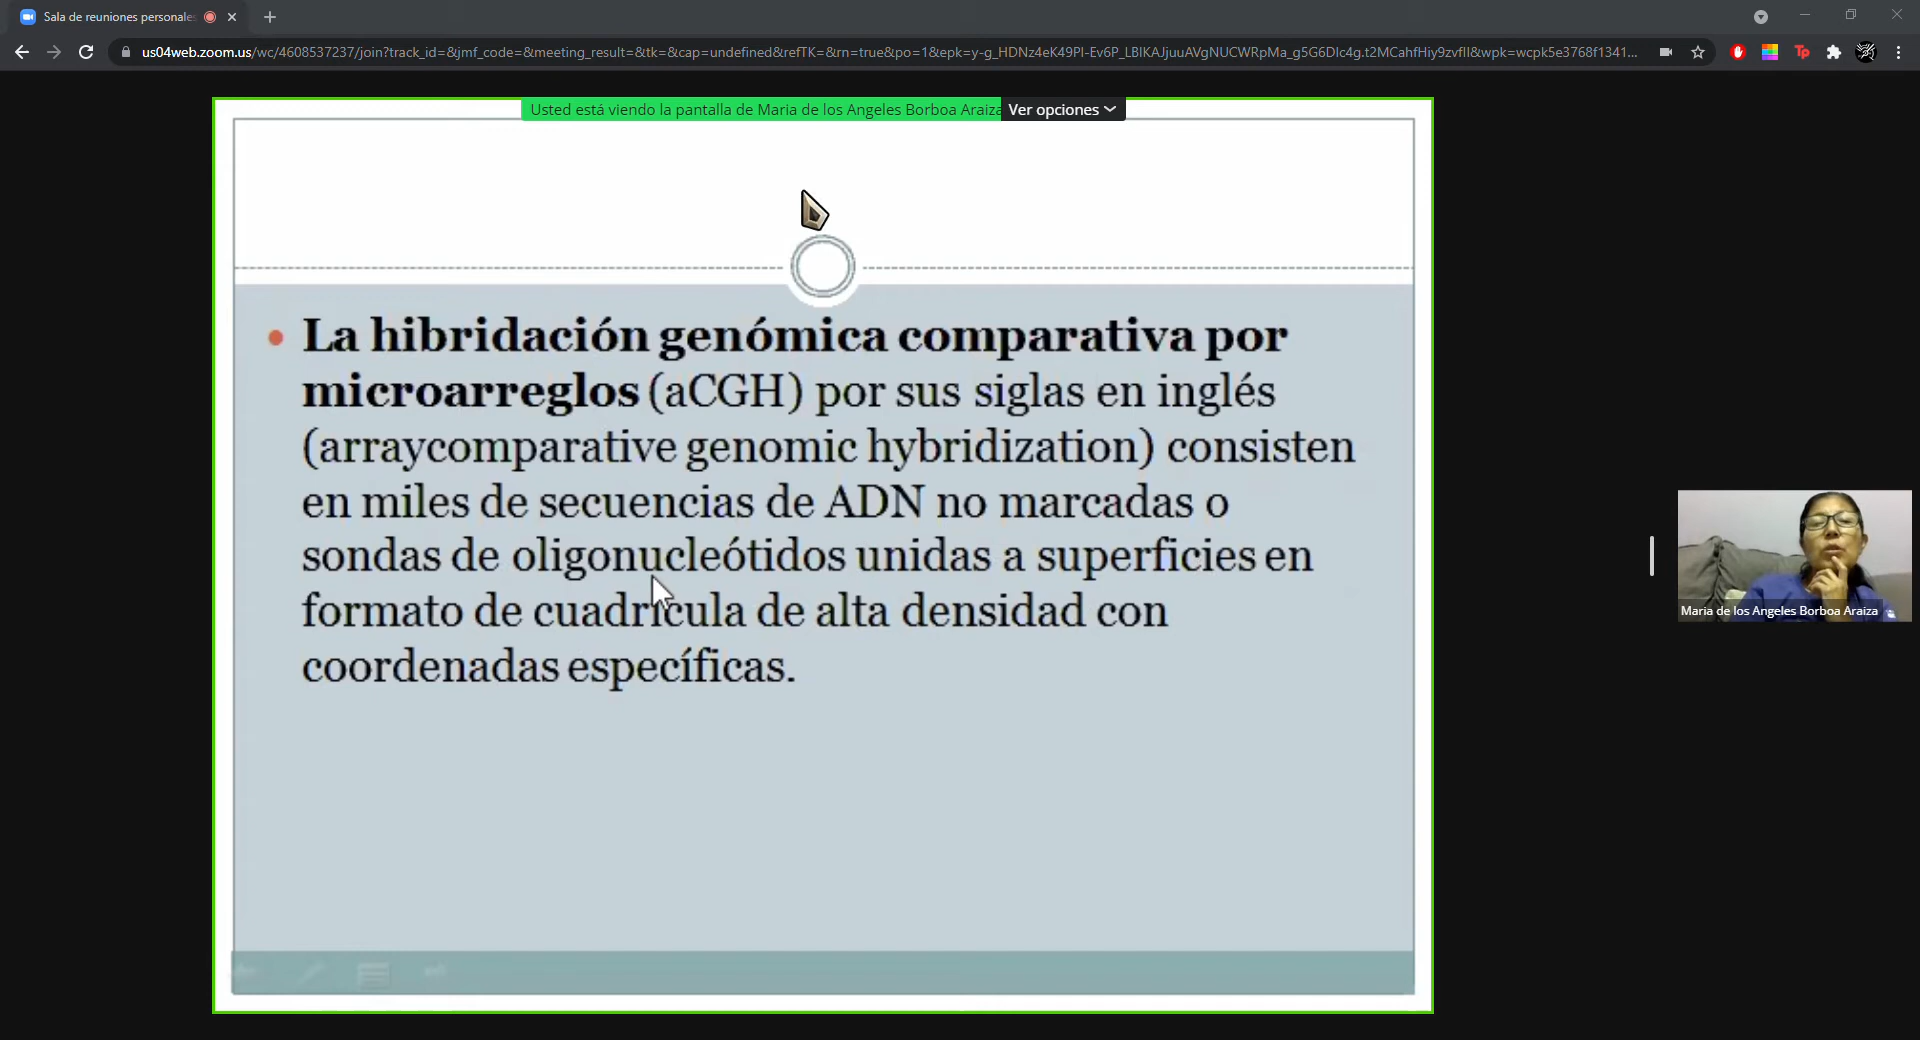 Sala de reuniones personales
us04web.zoom.us/wc/4608537237/join?track_id=&jmf_code=&meeting_result=&tk=&cap=undefined&refTK=&rn=true&po=1&epk=y-g_HDNz4eK49PI-Ev6P_LBIKAJjuuAVgNUCWRpMa_g5G6DIc4g.t2MCahfHiy9zvfII&wpk=wcpk5e3768f1341...
Tp
Usted está viendo la pantalla de Maria de los Angeles Borboa Araiza
Ver opciones
La hibridación genómica comparativa por
microarreglos (aCGH) por sus siglas en inglés
(arraycomparative genomic hybridization) consisten
en miles de secuencias de ADN no marcadas o
sondas de oligonucleótidos unidas a superficies en
formato de cuadrícula de alta densidad con
coordenadas específicas.
Maria de los Angeles Borboa Araiza